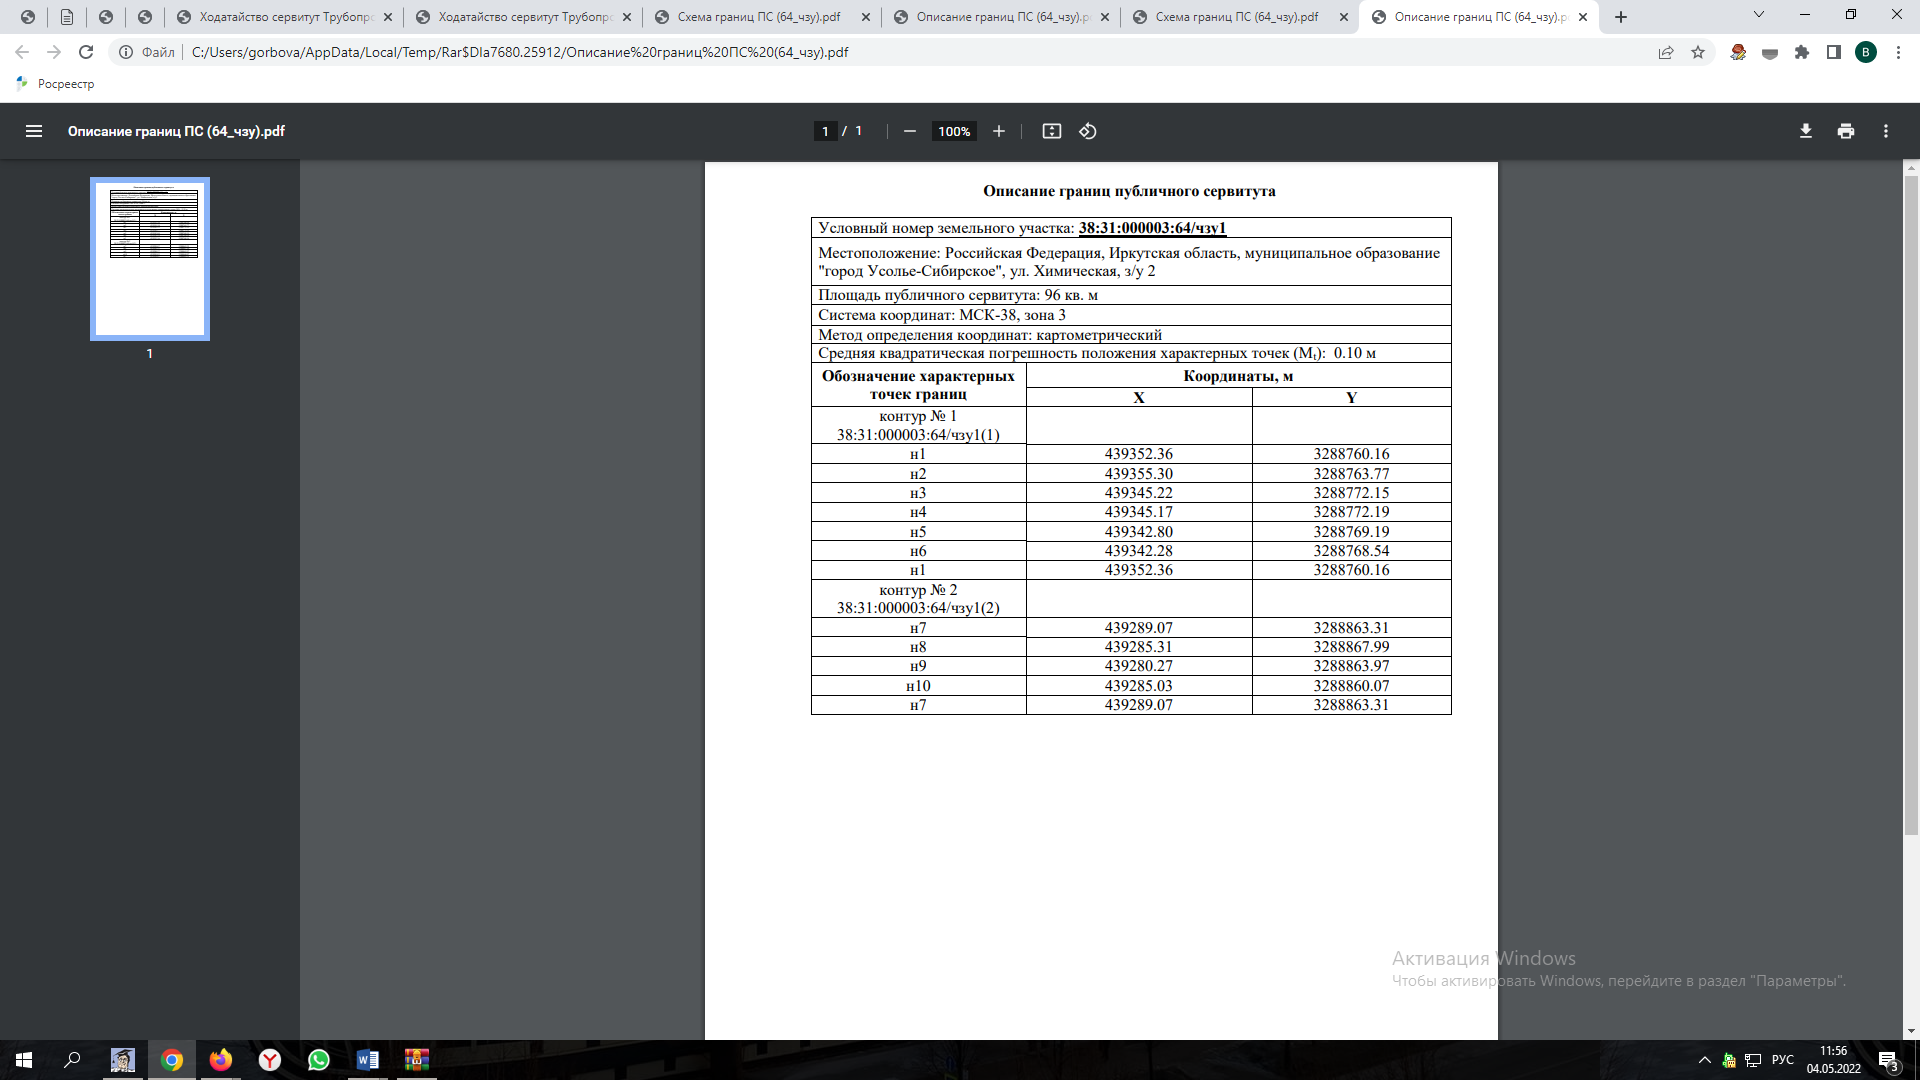 Ходатайство сервитут Трубопро
Ходатайство сервитут Трубопро
Схема границ ПС (64_чзу).pdf
Описание границ ПС (64_чзу).p
Схема границ ПС (64_чзу).pdf
Описание границ ПС (64_чзу).p
Файл
C:/Users/gorbova/AppData/Local/Temp/Rar$DIa7680.25912/Описание%20границ%20ПС%20(64_чзу).pdf
B
Росреестр
Описание границ ПС (64_чзу).pdf
1 / 1
100%
1
Описание границ публичного сервитута
Условный номер земельного участка: 38:31:000003:64/чзу1
Местоположение: Российская Федерация, Иркутская область, муниципальное образование
"город Усолье-Сибирское", ул. Химическая, з/у 2
Площадь публичного сервитута: 96 кв. м
Система координат: МСК-38, зона 3
Метод определения координат: картометрический
Средняя квадратическая погрешность положения характерных точек (Mt): 0.10 м
Обозначение характерных
точек границ
Координаты, м
X Y
контур № 1
38:31:000003:64/чзу1(1)
н1 439352.36 3288760.16
н2 439355.30 3288763.77
н3 439345.22 3288772.15
н4 439345.17 3288772.19
н5 439342.80 3288769.19
н6 439342.28 3288768.54
н1 439352.36 3288760.16
контур № 2
38:31:000003:64/чзу1(2)
н7 439289.07 3288863.31
н8 439285.31 3288867.99
н9 439280.27 3288863.97
н10 439285.03 3288860.07
н7 439289.07 3288863.31
Активация Windows
Чтобы активировать Windows, перейдите в раздел "Параметры".
РУС
11:56
04.05.2022
3